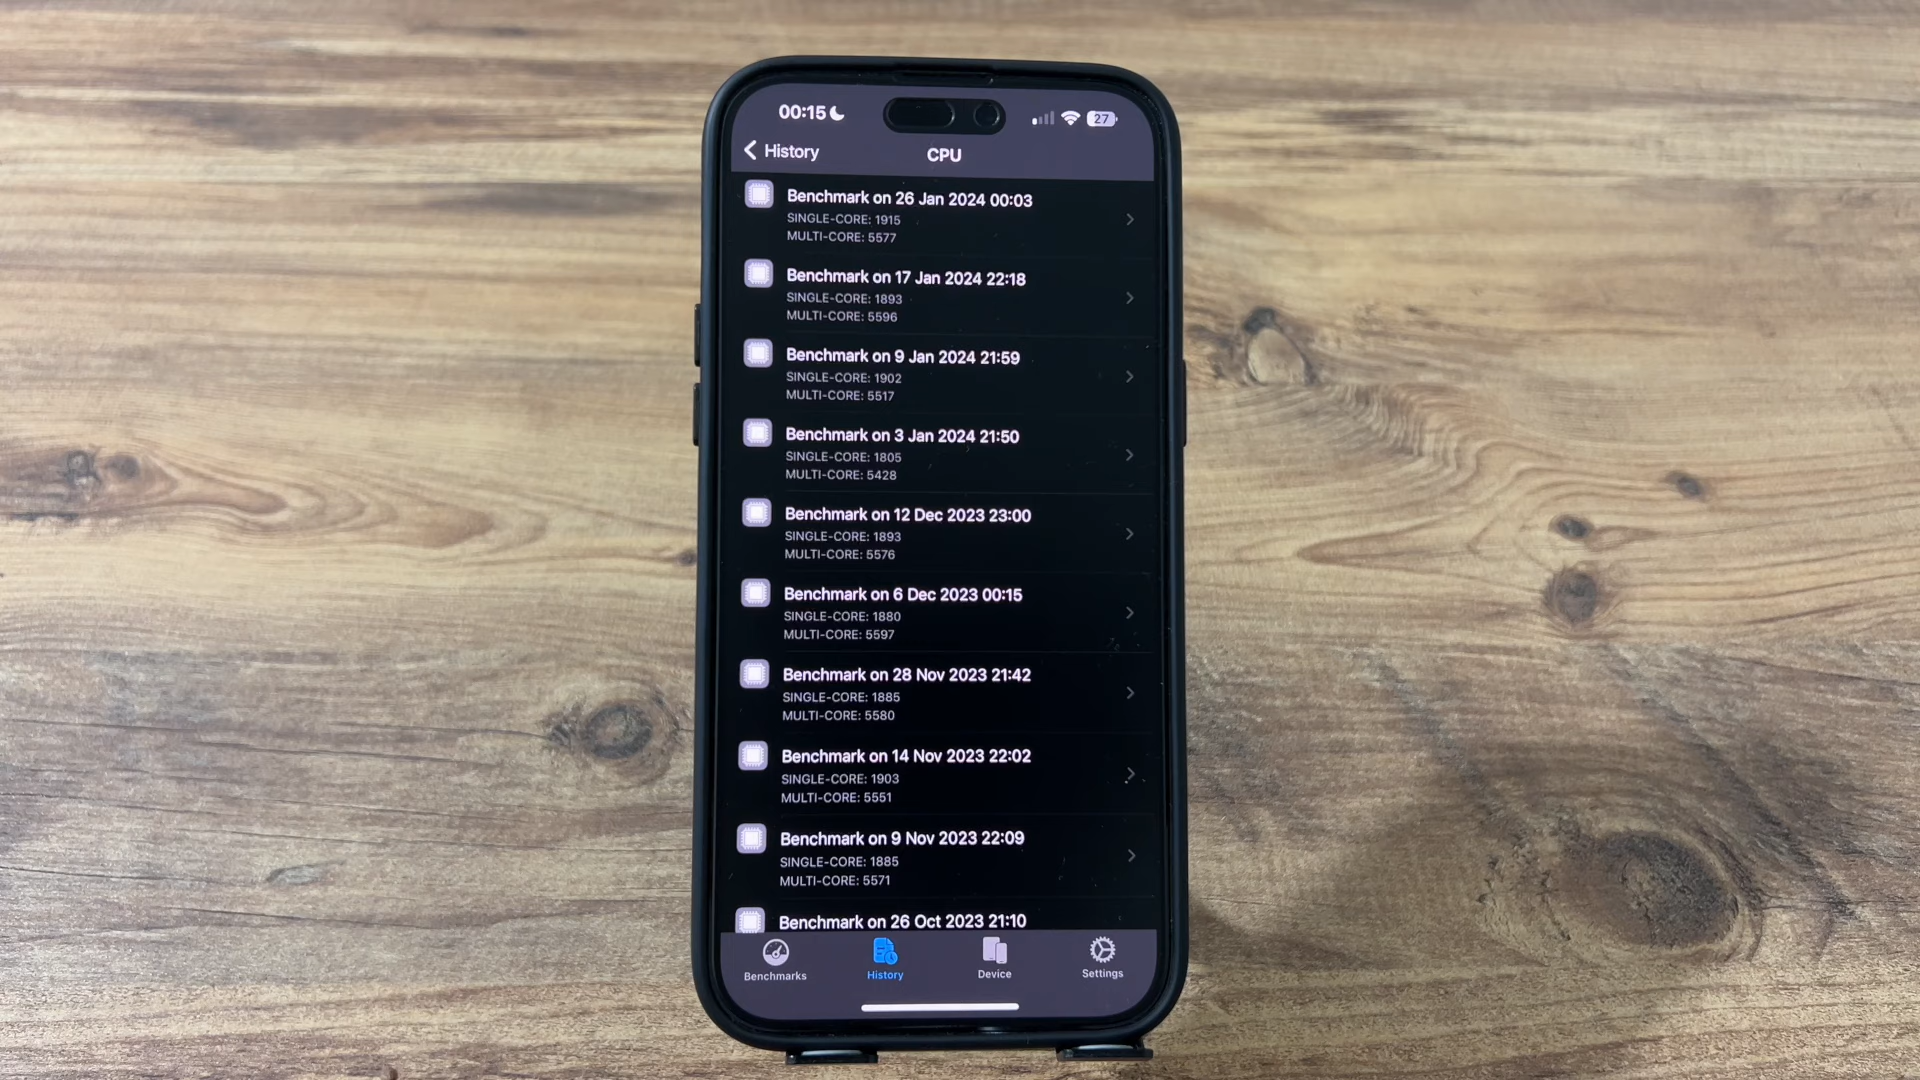 00:15
27
History
CPU
Benchmark on 26 Jan 2024 00:03
SINGLE-CORE: 1915
MULTI-CORE: 5577
Benchmark on 17 Jan 2024 22:18
SINGLE-CORE: 1893
MULTI-CORE: 5596
Benchmark on 9 Jan 2024 21:59
SINGLE-CORE: 1902
MULTI-CORE: 5517
Benchmark on 3 Jan 2024 21:50
SINGLE-CORE: 1805
MULTI-CORE: 5428
Benchmark on 12 Dec 2023 23:00
SINGLE-CORE: 1893
MULTI-CORE: 5576
Benchmark on 6 Dec 2023 00:15
SINGLE-CORE: 1880
MULTI-CORE: 5597
Benchmark on 28 Nov 2023 21:42
SINGLE-CORE: 1885
MULTI-CORE: 5580
Benchmark on 14 Nov 2023 22:02
SINGLE-CORE: 1903
MULTI-CORE: 5551
Benchmark on 9 Nov 2023 22:09
SINGLE-CORE: 1885
MULTI-CORE: 5571
Benchmark on 26 Oct 2023 21:10
Benchmarks
History
Device
Settings